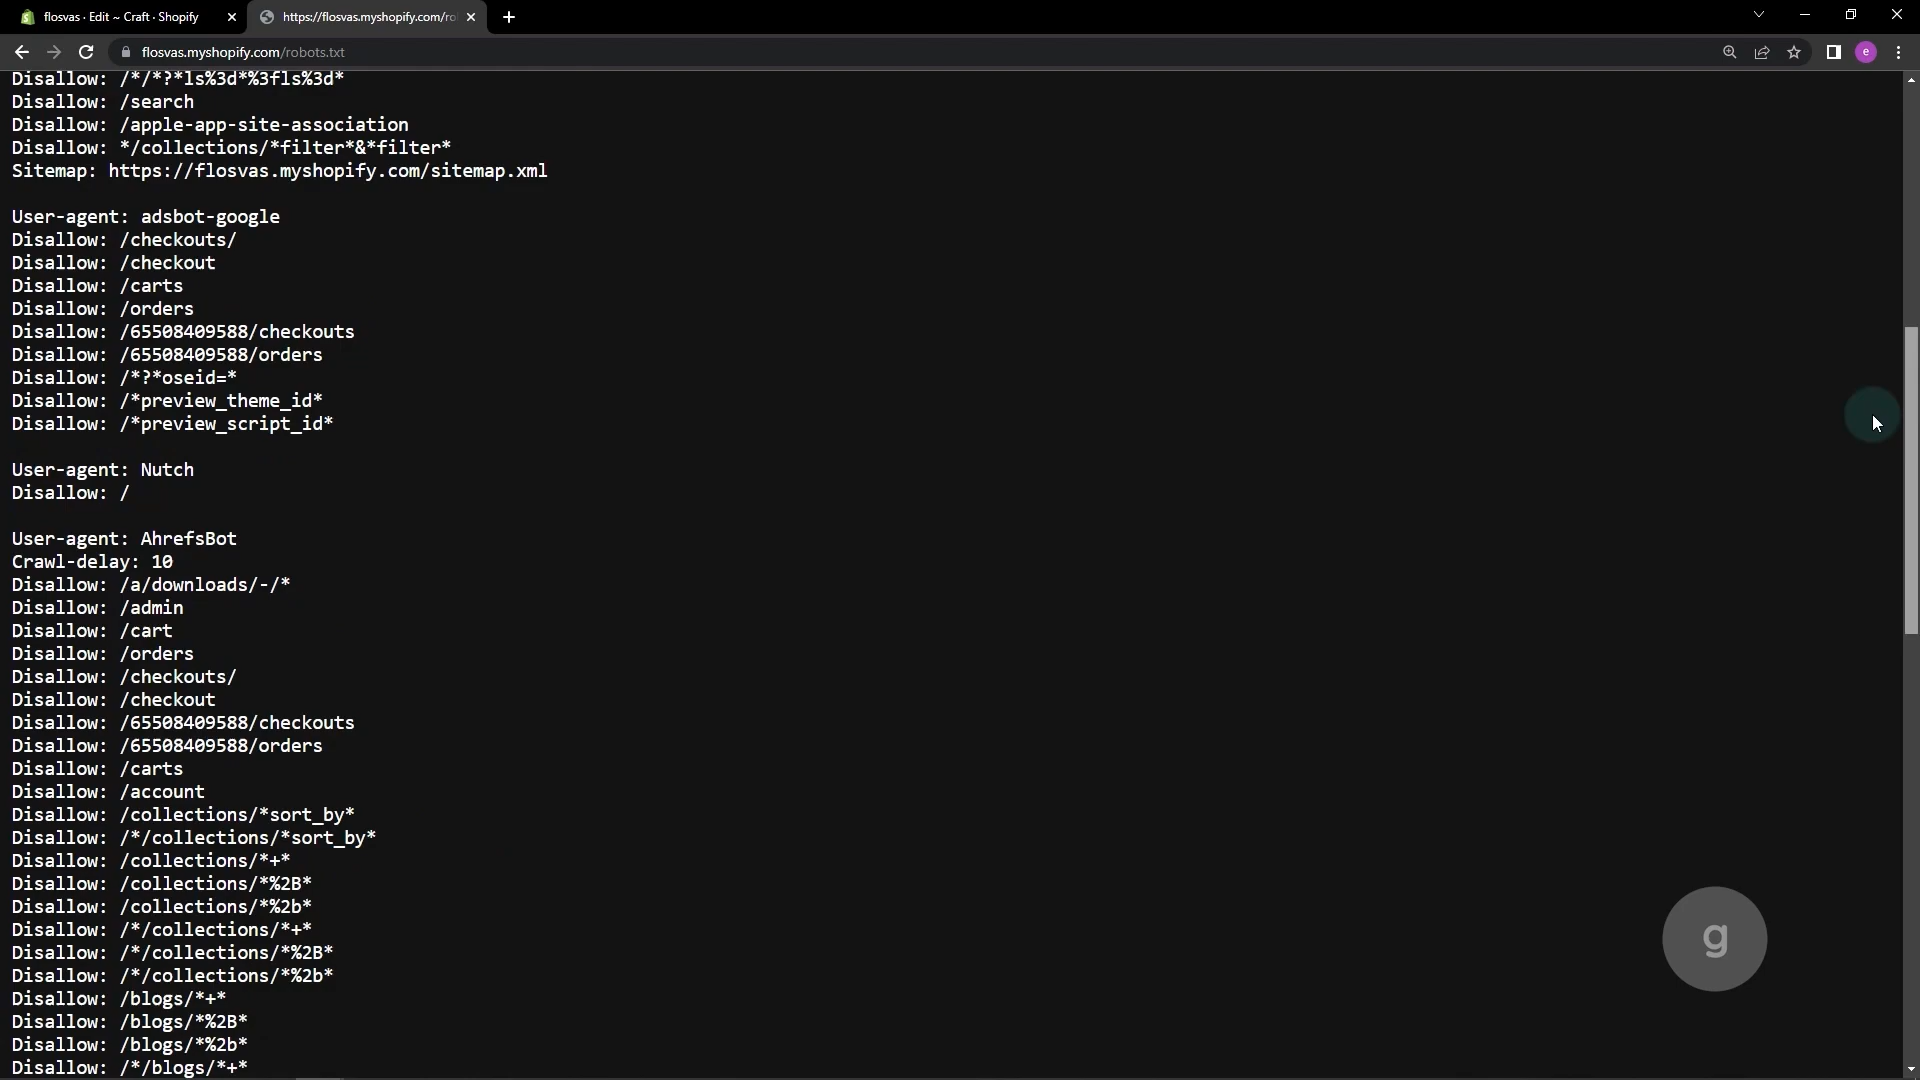 flosvas · Edit ~ Craft · Shopify
https://flosvas.myshopify.com/ro
flosvas.myshopify.com/robots.txt
e
Disallow: /*/*?*ls%3d*%3fls%3d*
Disallow: /search
Disallow: /apple-app-site-association
Disallow: */collections/*filter*&*filter*
Sitemap: https://flosvas.myshopify.com/sitemap.xml
User-agent: adsbot-google
Disallow: /checkouts/
Disallow: /checkout
Disallow: /carts
Disallow: /orders
Disallow: /65508409588/checkouts
Disallow: /65508409588/orders
Disallow: /*?*oseid=*
Disallow: /*preview_theme_id*
Disallow: /*preview_script_id*
User-agent: Nutch
Disallow: /
User-agent: AhrefsBot
Crawl-delay: 10
Disallow: /a/downloads/-/*
Disallow: /admin
Disallow: /cart
Disallow: /orders
Disallow: /checkouts/
Disallow: /checkout
Disallow: /65508409588/checkouts
Disallow: /65508409588/orders
Disallow: /carts
Disallow: /account
Disallow: /collections/*sort_by*
Disallow: /*/collections/*sort_by*
Disallow: /collections/*+*
Disallow: /collections/*%2B*
Disallow: /collections/*%2b*
Disallow: /*/collections/*+*
Disallow: /*/collections/*%2B*
Disallow: /*/collections/*%2b*
Disallow: /blogs/*+*
Disallow: /blogs/*%2B*
Disallow: /blogs/*%2b*
Disallow: /*/blogs/*+*
g